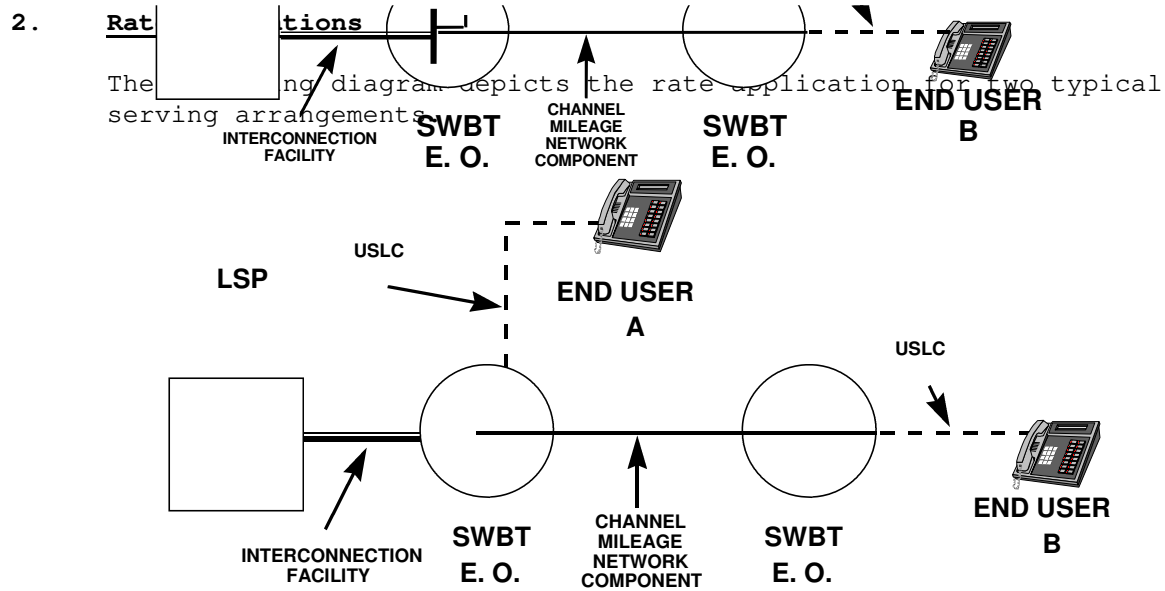 2. Rat tions
The ng diagram depicts the rate application for two typical
serving arrangements.
END USER
B
INTERCONNECTION
FACILITY
SWBT
E. O.
CHANNEL
MILEAGE
NETWORK
COMPONENT
SWBT
E. O.
USLC
LSP
END USER
A
USLC
END USER
B
INTERCONNECTION
FACILITY
SWBT
E. O.
CHANNEL
MILEAGE
NETWORK
COMPONENT
SWBT
E. O.